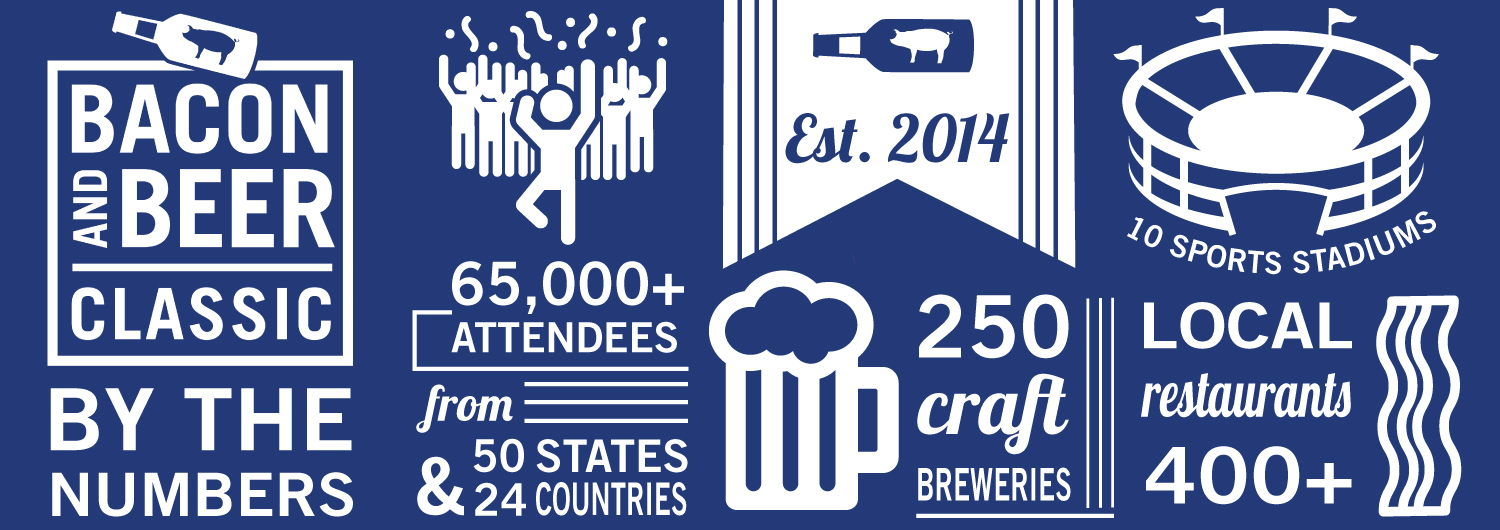 BACON
AND
BEER
CLASSIC
BY THE
NUMBERS
65,000+
ATTENDEES
from
& 50 STATES
24 COUNTRIES
Est. 2014
250
craft
BREWERIES
10 SPORTS STADIUMS
LOCAL
restaurants
400+